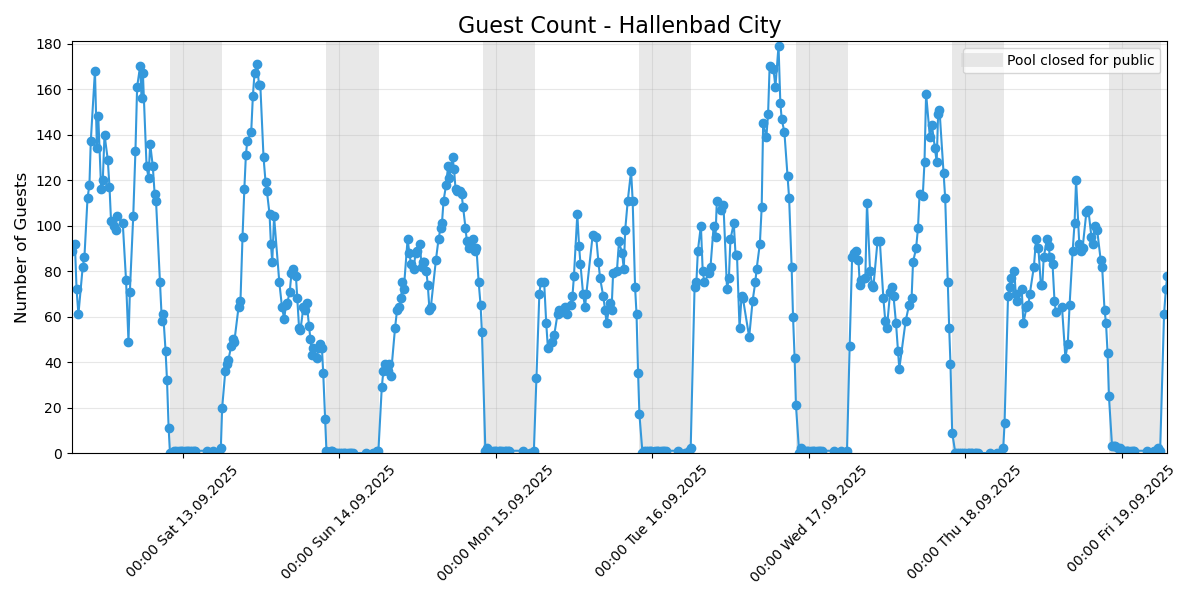 Guest Count - Hallenbad City
Pool closed for public
Number of Guests
180
160
140
120
100
80
60
40
20
0
00:00 Sat 13.09.2025
00:00 Sun 14.09.2025
00:00 Mon 15.09.2025
00:00 Tue 16.09.2025
00:00 Wed 17.09.2025
00:00 Thu 18.09.2025
00:00 Fri 19.09.2025